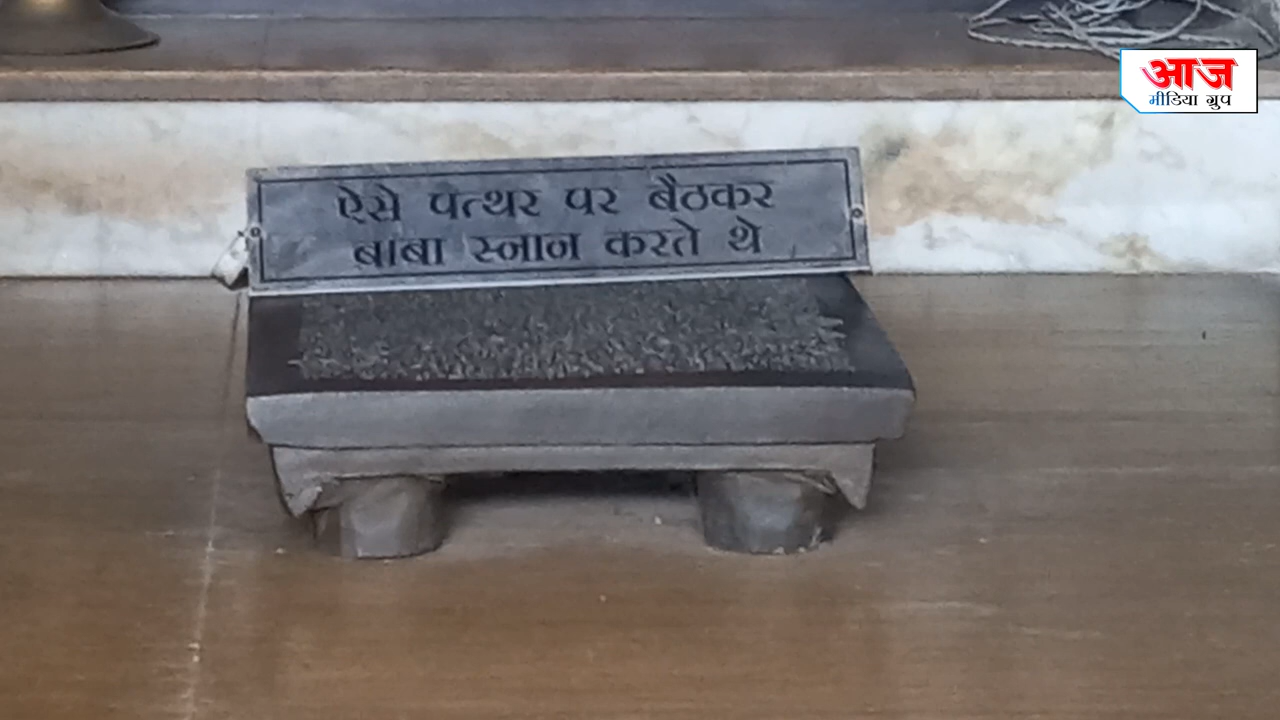 आज
मीडिया ग्रुप
ऐसे पत्थर पर बैठकर
बाबा स्नान करते थे